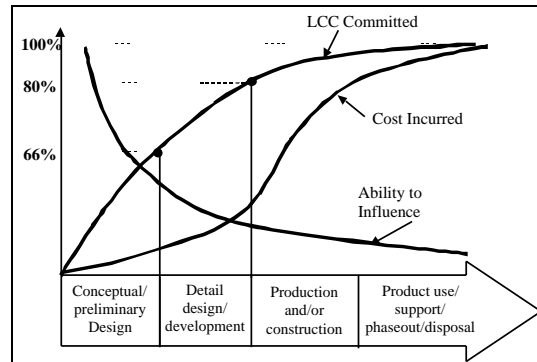 100%
LCC Committed
80%
Cost Incurred
66%
Ability to
Influence
Conceptual/
preliminary
Design
Detail
design/
development
Production
and/or
construction
Product use/
support/
phaseout/disposal